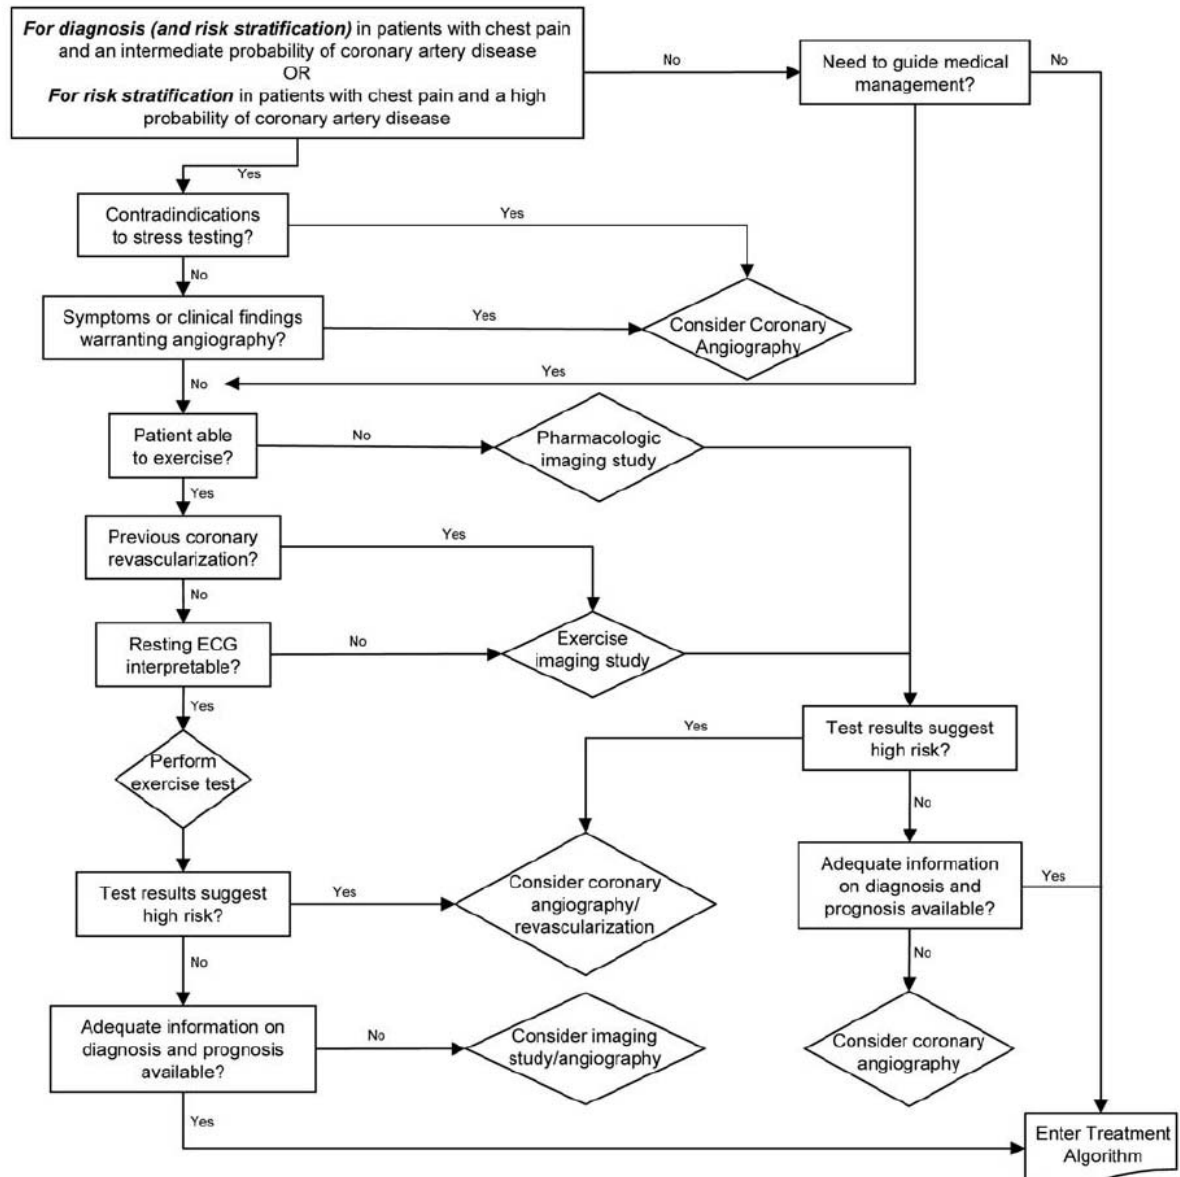 For diagnosis (and risk stratification) in patients with chest pain
and an intermediate probability of coronary artery disease
OR
For risk stratification in patients with chest pain and a high
probability of coronary artery disease
No
Need to guide medical
management?
No
Yes
Contradindications
to stress testing?
Yes
No
Symptoms or clinical findings
warranting angiography?
Yes
Consider Coronary
Angiography
No
Yes
Patient able
to exercise?
No
Pharmacologic
imaging study
Yes
Previous coronary
revascularization?
Yes
No
Resting ECG
interpretable?
No
Exercise
imaging study
Yes
Perform
exercise test
Yes
Test results suggest
high risk?
No
Test results suggest
high risk?
Yes
Consider coronary
angiography/
revascularization
Adequate information
on diagnosis and
prognosis available?
Yes
No
No
Adequate information on
diagnosis and prognosis
available?
No
Consider imaging
study/angiography
Consider coronary
angiography
Yes
Enter Treatment
Algorithm